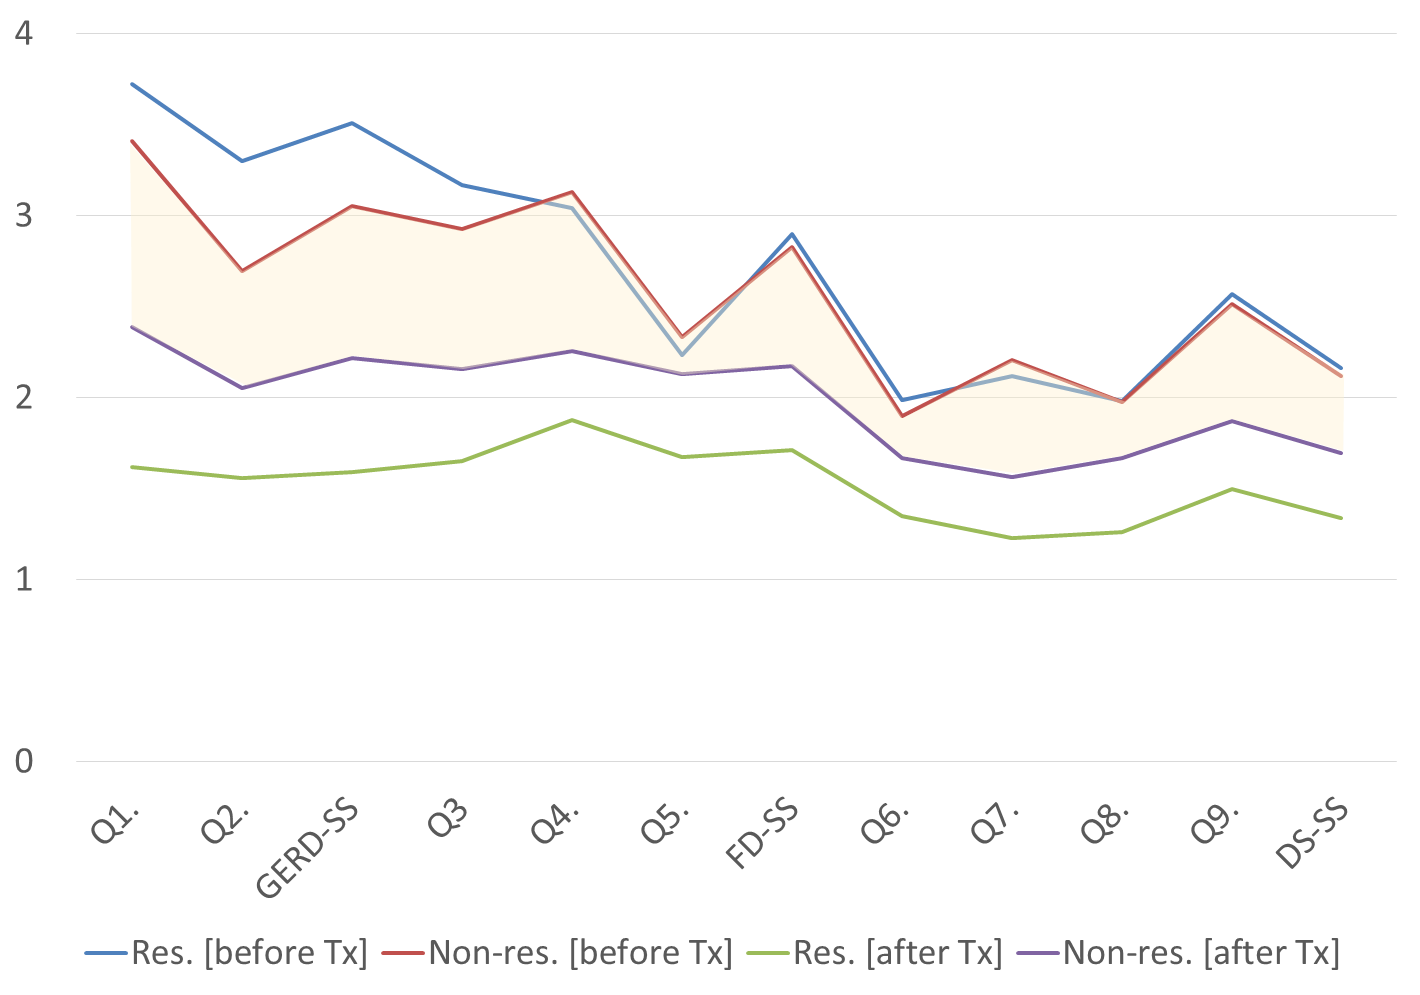 4
3
2
1
0
Q1.
Q2.
GERD-SS
Q3
Q4.
Q5.
FD-SS
Q6.
Q7.
Q8.
Q9.
DS-SS
Res. [before Tx] Non-res. [before Tx] Res. [after Tx] Non-res. [after Tx]